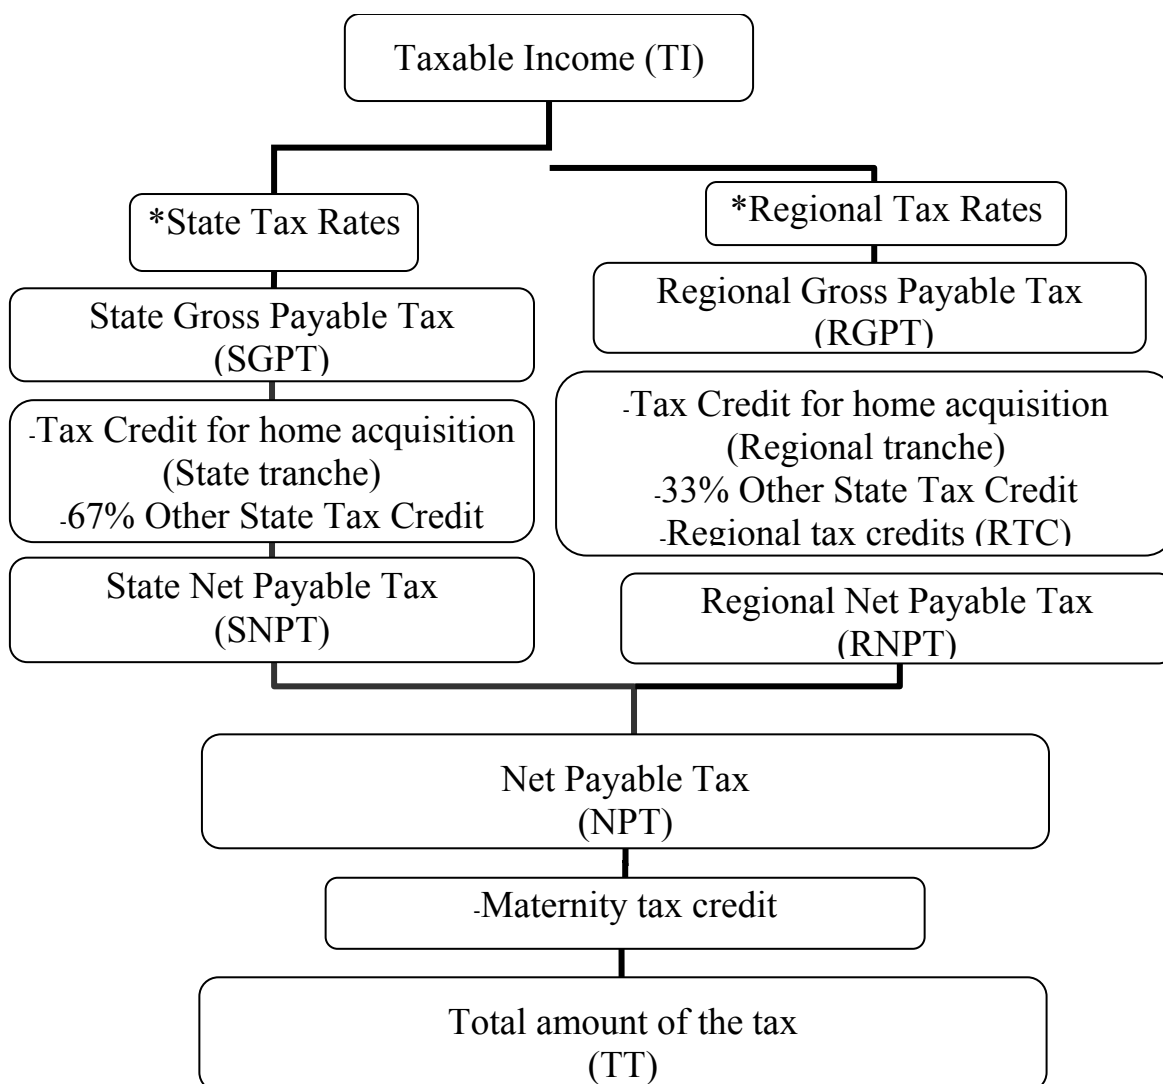 Taxable Income (TI)
*State Tax Rates
*Regional Tax Rates
State Gross Payable Tax
(SGPT)
Regional Gross Payable Tax
(RGPT)
-Tax Credit for home acquisition
(State tranche)
-67% Other State Tax Credit
-Tax Credit for home acquisition
(Regional tranche)
-33% Other State Tax Credit
-Regional tax credits (RTC)
State Net Payable Tax
(SNPT)
Regional Net Payable Tax
(RNPT)
Net Payable Tax
(NPT)
-Maternity tax credit
Total amount of the tax
(TT)